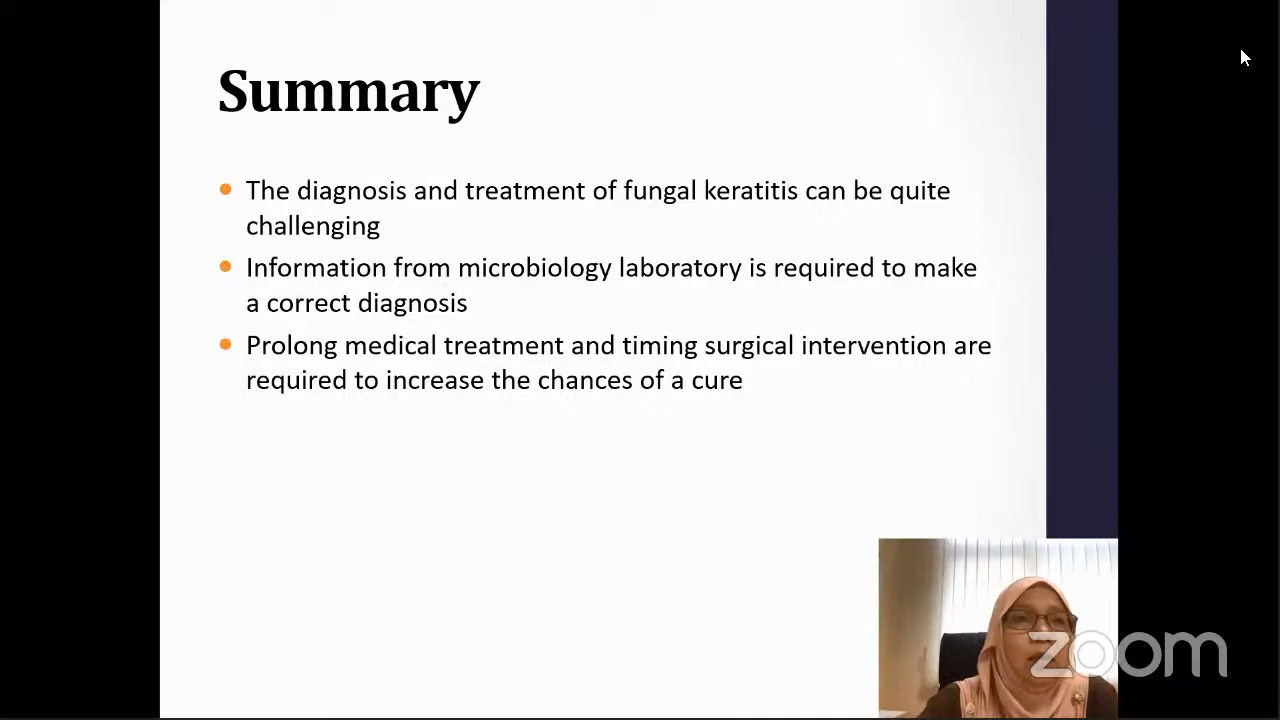 Summary
The diagnosis and treatment of fungal keratitis can be quite
challenging
Information from microbiology laboratory is required to make
a correct diagnosis
Prolong medical treatment and timing surgical intervention are
required to increase the chances of a cure
zoom